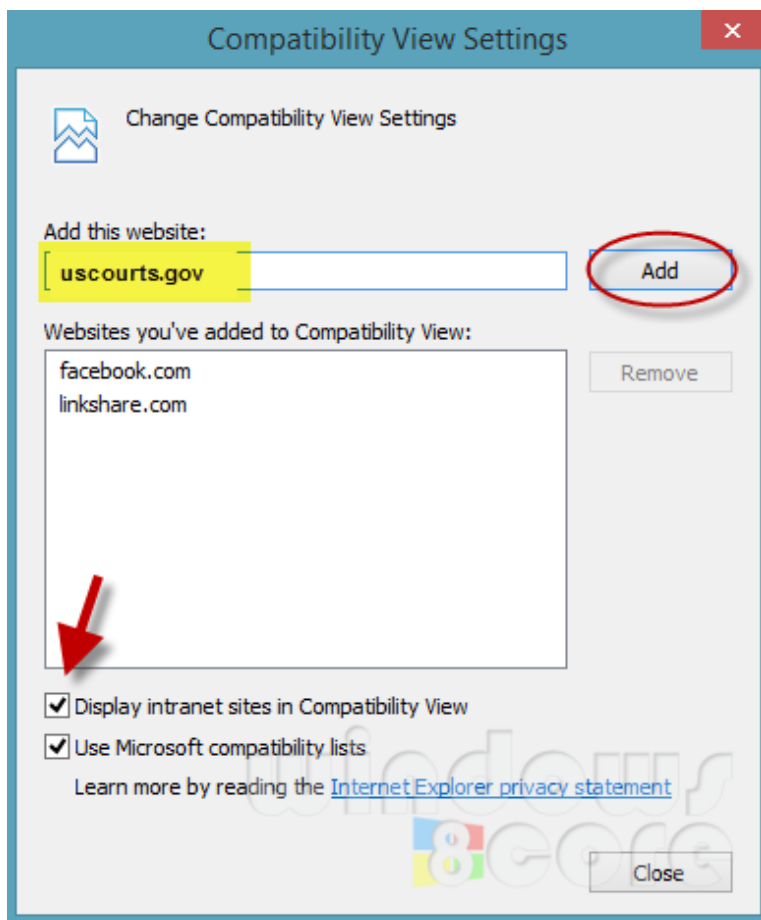 Compatibility View Settings
Change Compatibility View Settings
Add this website:
uscourts.gov
Add
Websites you've added to Compatibility View:
facebook.com
Remove
linkshare.com
Display intranet sites in Compatibility View
Use Microsoft compatibility lists
Learn more by reading the Internet Explorer privacy statement
windows
8core
Close